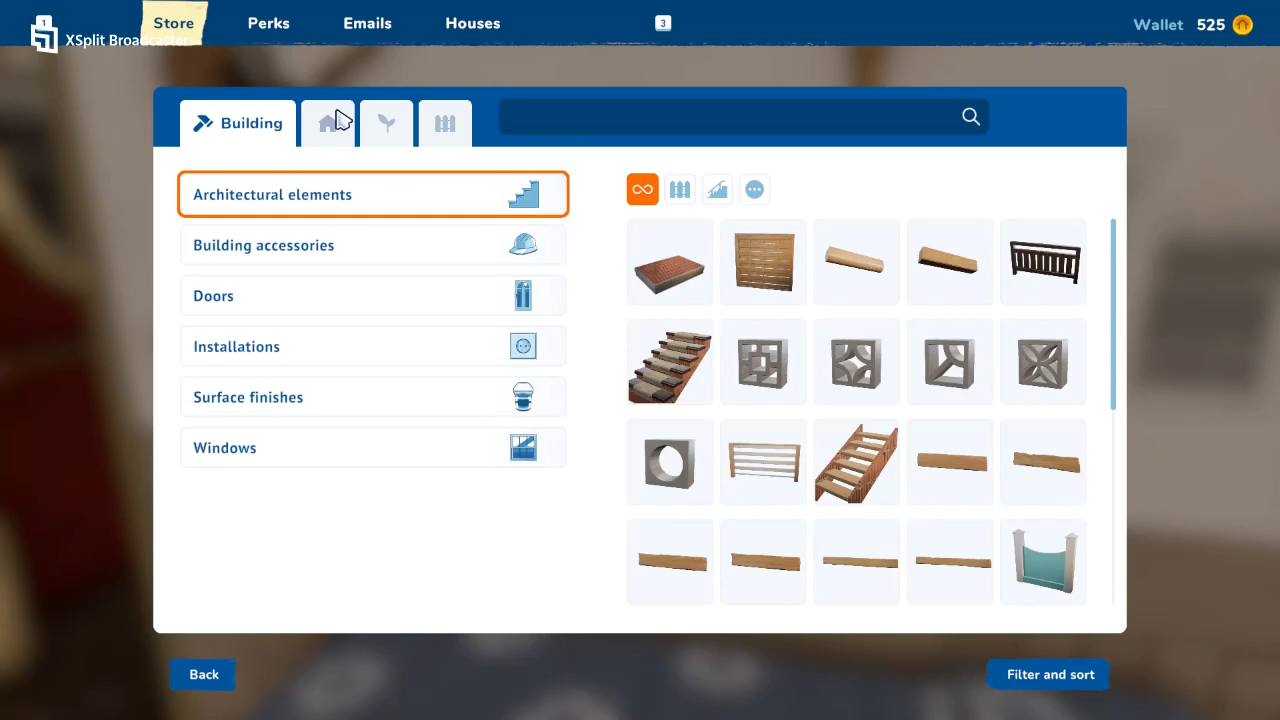 1 Store Perks Emails Houses 3 Wallet 525
XSplit Broadcaster
Building
Architectural elements
Building accessories
Doors
Installations
Surface finishes
Windows
Back Filter and sort